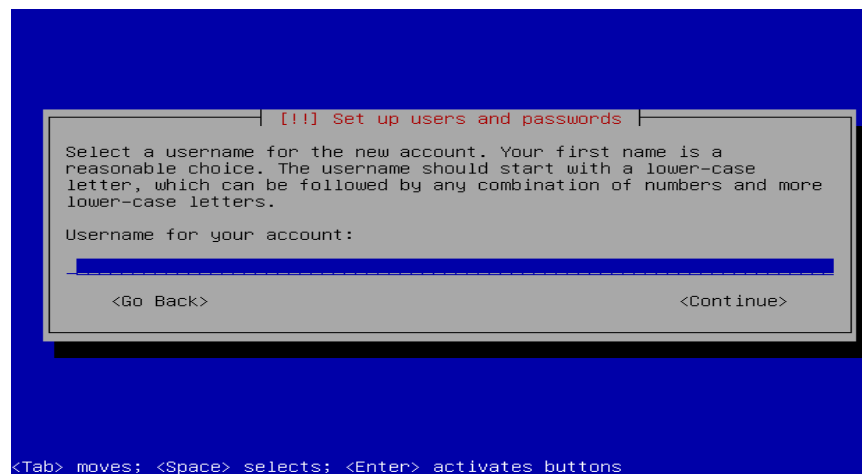 [!!] Set up users and passwords
Select a username for the new account. Your first name is a
reasonable choice. The username should start with a lower-case
letter, which can be followed by any combination of numbers and more
lower-case letters.
Username for your account:
<Go Back> <Continue>
<Tab> moves; <Space> selects; <Enter> activates buttons